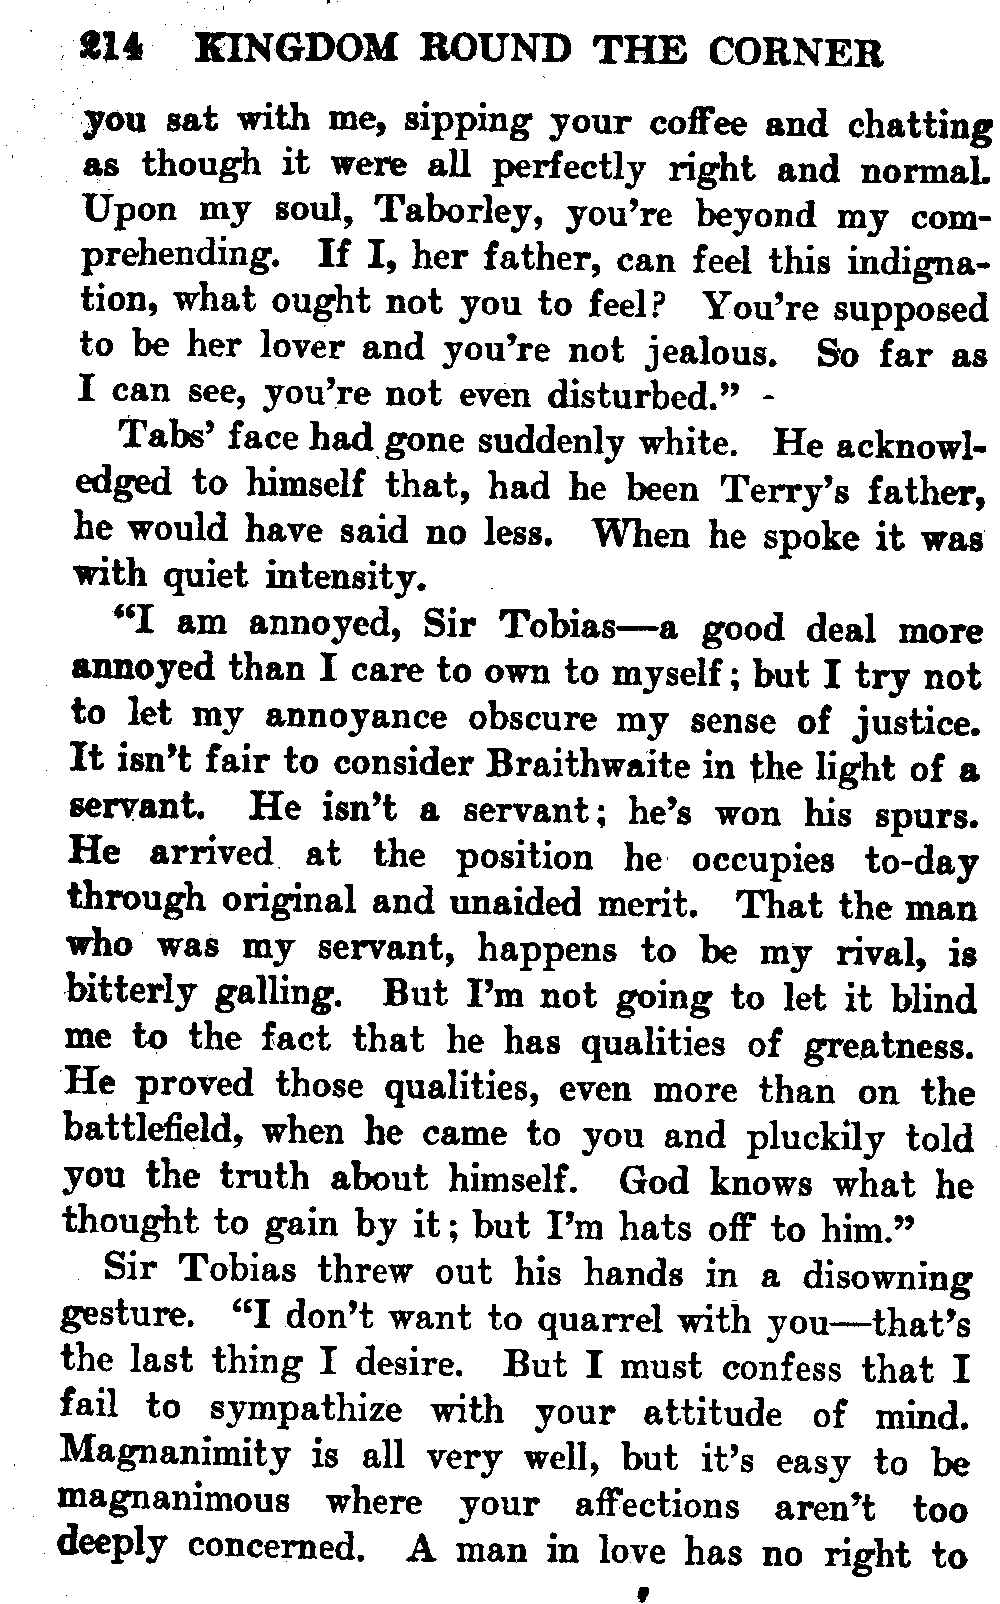 214 KINGDOM ROUND THE CORNER
you sat with me, sipping your coffee and chatting
as though it were all perfectly right and normal.
Upon my soul, Taborley, you're beyond my com-
prehending. If I, her father, can feel this indigna-
tion, what ought not you to feel? You're supposed
to be her lover and you're not jealous. So far as
I can see, you're not even disturbed."
Tabs' face had gone suddenly white. He acknowl-
edged to himself that, had he been Terry's father,
he would have said no less. When he spoke it was
with quiet intensity.
"I am annoyed, Sir Tobias—a good deal more
annoyed than I care to own to myself; but I try not
to let my annoyance obscure my sense of justice.
It isn't fair to consider Braithwaite in the light of a
servant. He isn't a servant; he's won his spurs.
He arrived at the position he occupies to-day
through original and unaided merit. That the man
who was my servant, happens to be my rival, is
bitterly galling. But I'm not going to let it blind
me to the fact that he has qualities of greatness.
He proved those qualities, even more than on the
battlefield, when he came to you and pluckily told
you the truth about himself. God knows what he
thought to gain by it; but I'm hats off to him."
Sir Tobias threw out his hands in a disowning
gesture. "I don't want to quarrel with you—that's
the last thing I desire. But I must confess that I
fail to sympathize with your attitude of mind.
Magnanimity is all very well, but it's easy to be
magnanimous where your affections aren't too
deeply concerned. A man in love has no right to